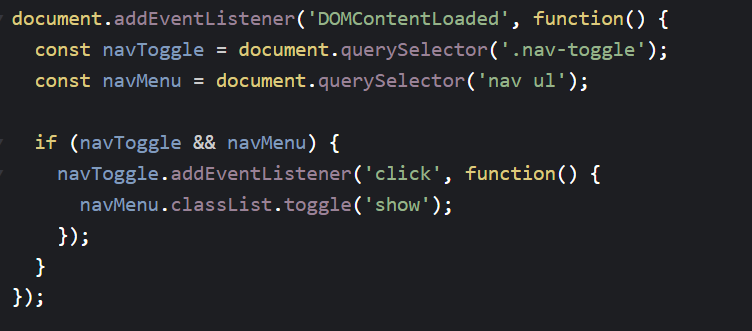 document.addEventListener('DOMContentLoaded', function() {
  const navToggle = document.querySelector('.nav-toggle');
  const navMenu = document.querySelector('nav ul');

  if (navToggle && navMenu) {
    navToggle.addEventListener('click', function() {
      navMenu.classList.toggle('show');
    });
  }
});